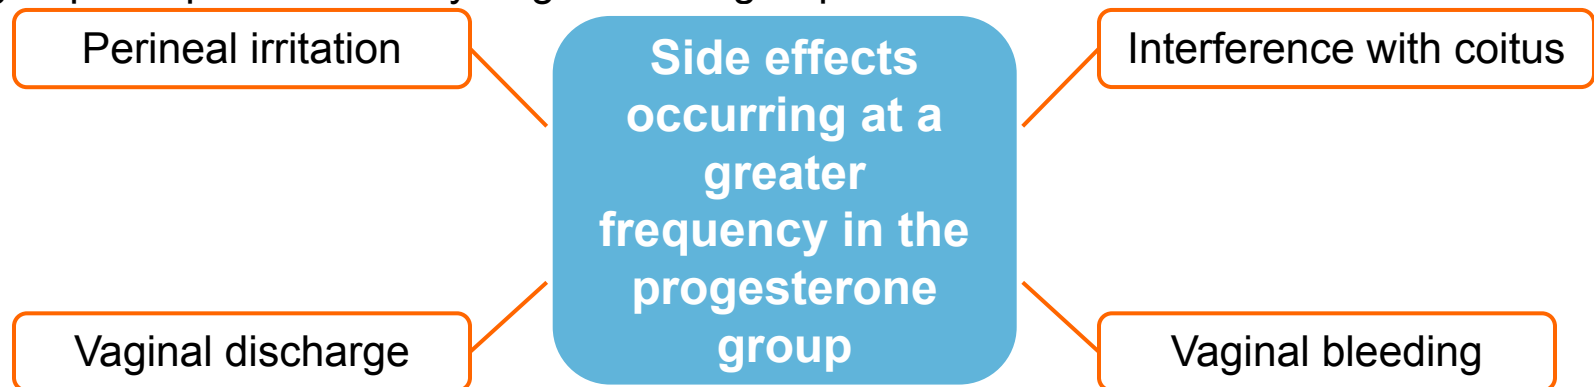 Perineal irritation
Side effects
occurring at a
greater
frequency in the
progesterone
group
Interference with coitus
Vaginal discharge
Vaginal bleeding